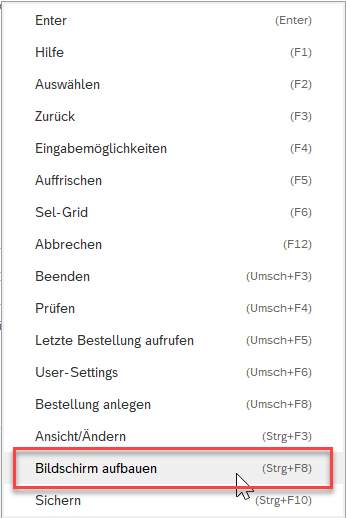 Enter (Enter)
Hilfe (F1)
Auswählen (F2)
Zurück (F3)
Eingabemöglichkeiten (F4)
Auffrischen (F5)
Sel-Grid (F6)
Abbrechen (F12)
Beenden (Umsch+F3)
Prüfen (Umsch+F4)
Letzte Bestellung aufrufen (Umsch+F5)
User-Settings (Umsch+F6)
Bestellung anlegen (Umsch+F8)
Ansicht/Ändern (Strg+F3)
Bildschirm aufbauen (Strg+F8)
Sichern (Strg+F10)